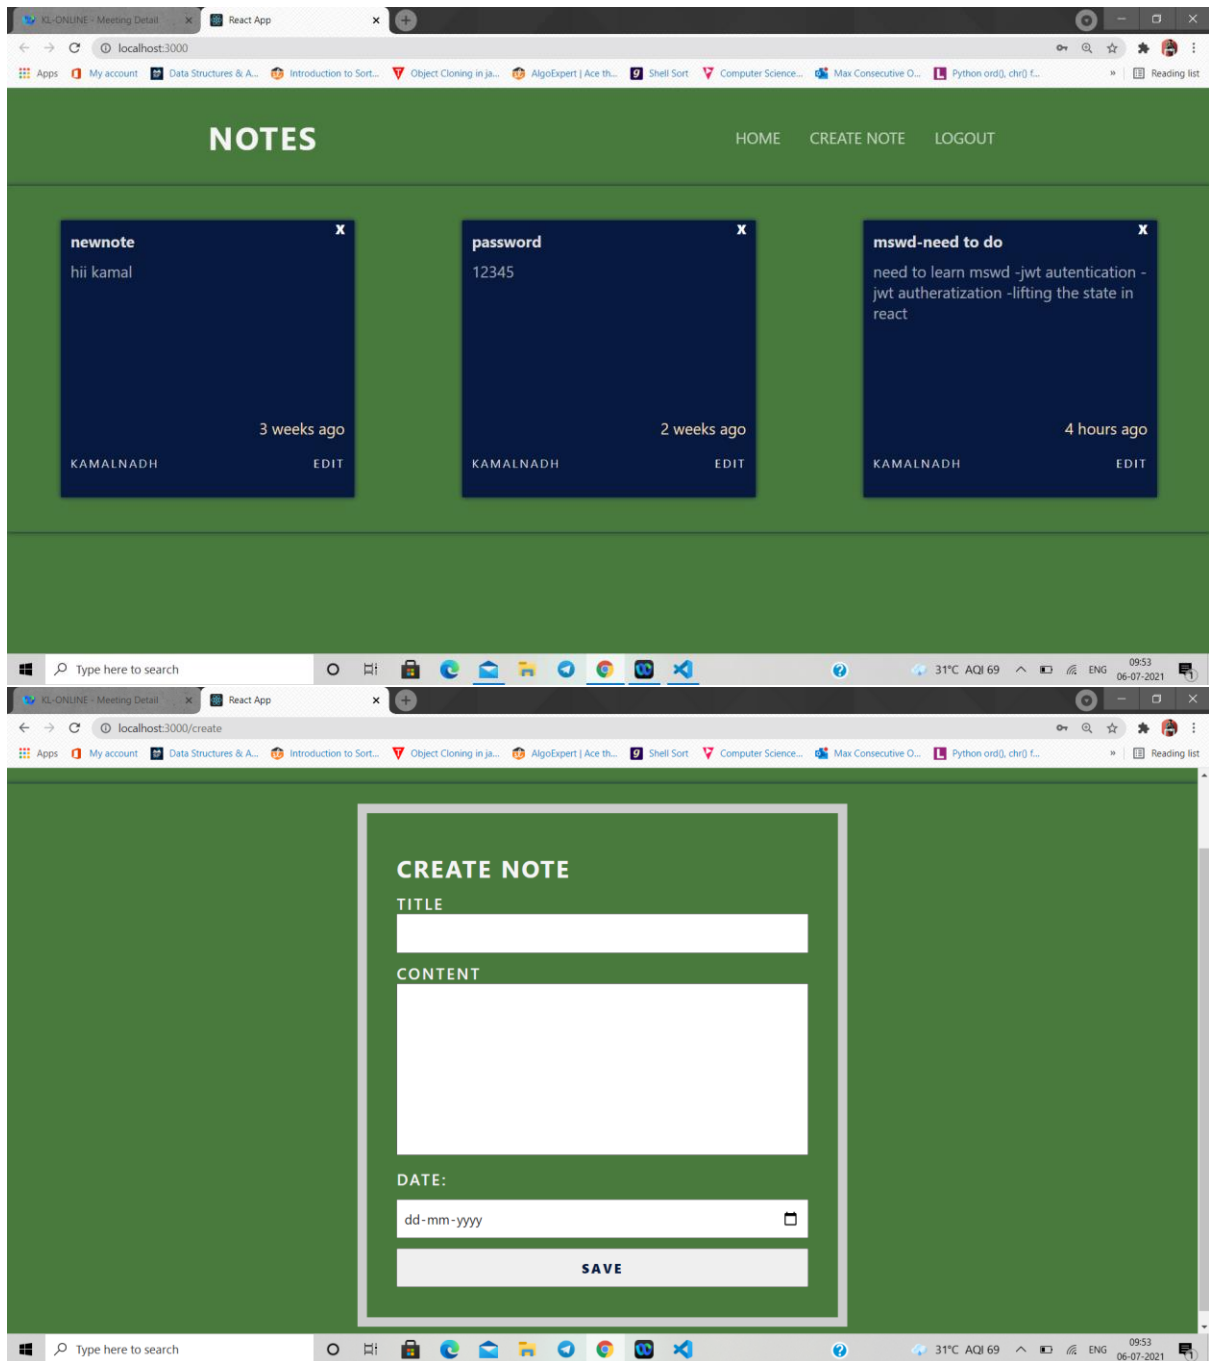 KL-ONLINE - Meeting Detail x React App x
localhost:3000
Apps My account Data Structures & A... Introduction to Sort... Object Cloning in ja... AlgoExpert | Ace th... Shell Sort Computer Science... Max Consecutive O... Python ord(), chr() f... » Reading list
NOTES HOME CREATE NOTE LOGOUT
X X X
newnote password mswd-need to do
hii kamal 12345 need to learn mswd -jwt autentication -
jwt autheratization -lifting the state in
react
3 weeks ago 2 weeks ago 4 hours ago
KAMALNADH EDIT KAMALNADH EDIT KAMALNADH EDIT
Type here to search 31°C AQI 69 ENG 09:53
06-07-2021
KL-ONLINE - Meeting Detail x React App x
localhost:3000/create
Apps My account Data Structures & A... Introduction to Sort... Object Cloning in ja... AlgoExpert | Ace th... Shell Sort Computer Science... Max Consecutive O... Python ord(), chr() f... » Reading list
CREATE NOTE
TITLE
CONTENT
DATE:
dd-mm-yyyy
SAVE
Type here to search 31°C AQI 69 ENG 09:53
06-07-2021